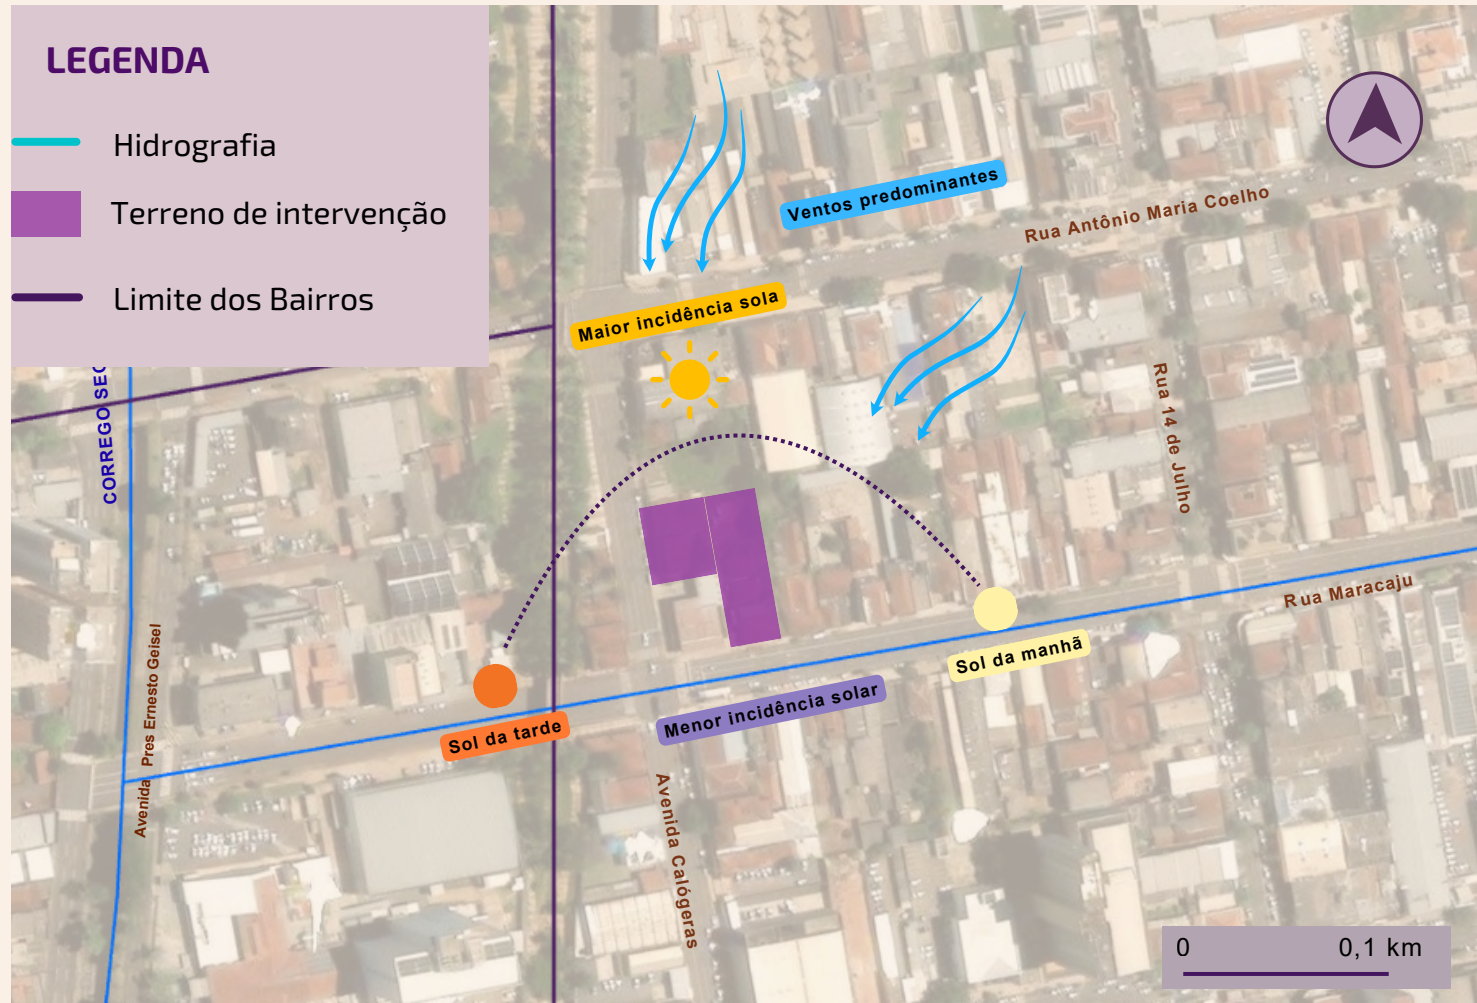 LEGENDA
Hidrografia
Terreno de intervenção
Limite dos Bairros
Ventos predominantes
Rua Antônio Maria Coelho
Maior incidência sola
CORREGO SEC
Rua 14 de Julho
Rua Maracaju
Sol da manhã
Menor incidência solar
Sol da tarde
Avenida Pres Ernesto Geisel
Avenida Calógeras
0 0,1 km